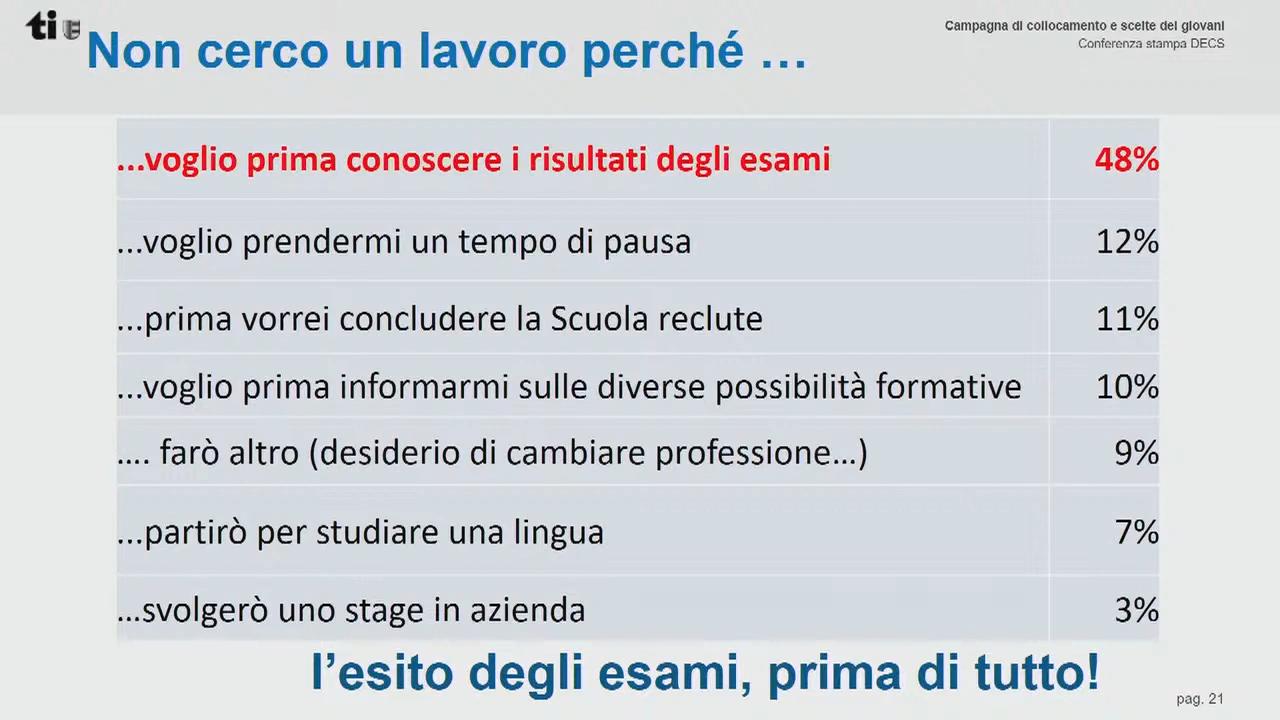 ti
Campagna di collocamento e scelte dei giovani
Conferenza stampa DECS
Non cerco un lavoro perché ...
...voglio prima conoscere i risultati degli esami 48%
...voglio prendermi un tempo di pausa 12%
...prima vorrei concludere la Scuola reclute 11%
...voglio prima informarmi sulle diverse possibilità formative 10%
.... farò altro (desiderio di cambiare professione...) 9%
...partirò per studiare una lingua 7%
...svolgerò uno stage in azienda 3%
l'esito degli esami, prima di tutto!
pag. 21